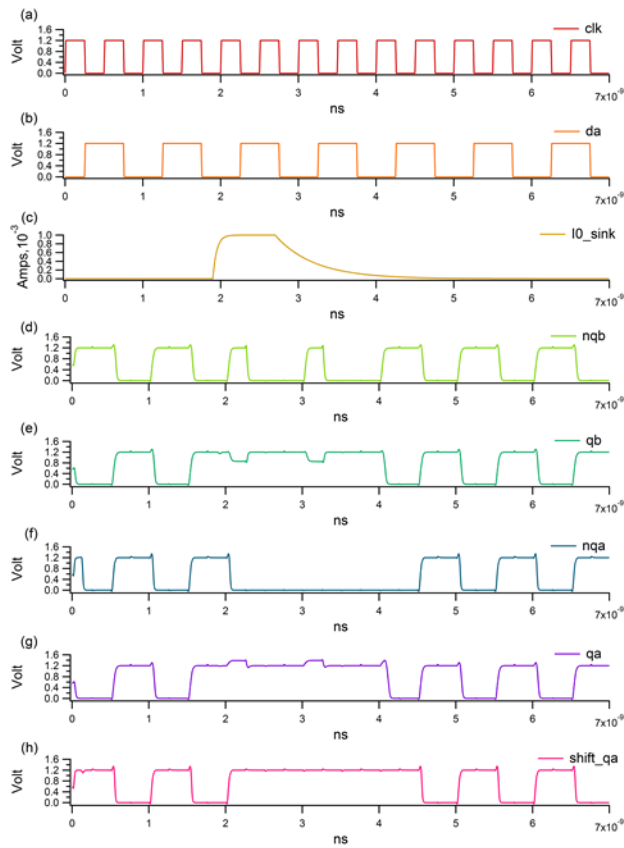 (a)
1.6
1.2
0.8
0.4
0.0
Volt
clk
0 1 2 3 4 5 6 7x10⁻⁹
ns
(b)
1.6
1.2
0.8
0.4
0.0
Volt
da
0 1 2 3 4 5 6 7x10⁻⁹
ns
(c)
1.0
0.8
0.6
0.4
0.2
0.0
Amps,10⁻³
I0_sink
0 1 2 3 4 5 6 7x10⁻⁹
ns
(d)
1.6
1.2
0.8
0.4
0.0
Volt
nqb
0 1 2 3 4 5 6 7x10⁻⁹
ns
(e)
1.6
1.2
0.8
0.4
0.0
Volt
qb
0 1 2 3 4 5 6 7x10⁻⁹
ns
(f)
1.6
1.2
0.8
0.4
0.0
Volt
nqa
0 1 2 3 4 5 6 7x10⁻⁹
ns
(g)
1.6
1.2
0.8
0.4
0.0
Volt
qa
0 1 2 3 4 5 6 7x10⁻⁹
ns
(h)
1.6
1.2
0.8
0.4
0.0
Volt
shift_qa
0 1 2 3 4 5 6 7x10⁻⁹
ns